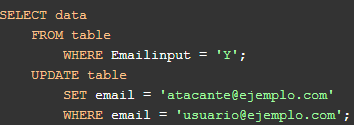 SELECT data
FROM table
WHERE Emailinput = 'Y';
UPDATE table
SET email = 'atacante@ejemplo.com'
WHERE email = 'usuario@ejemplo.com';